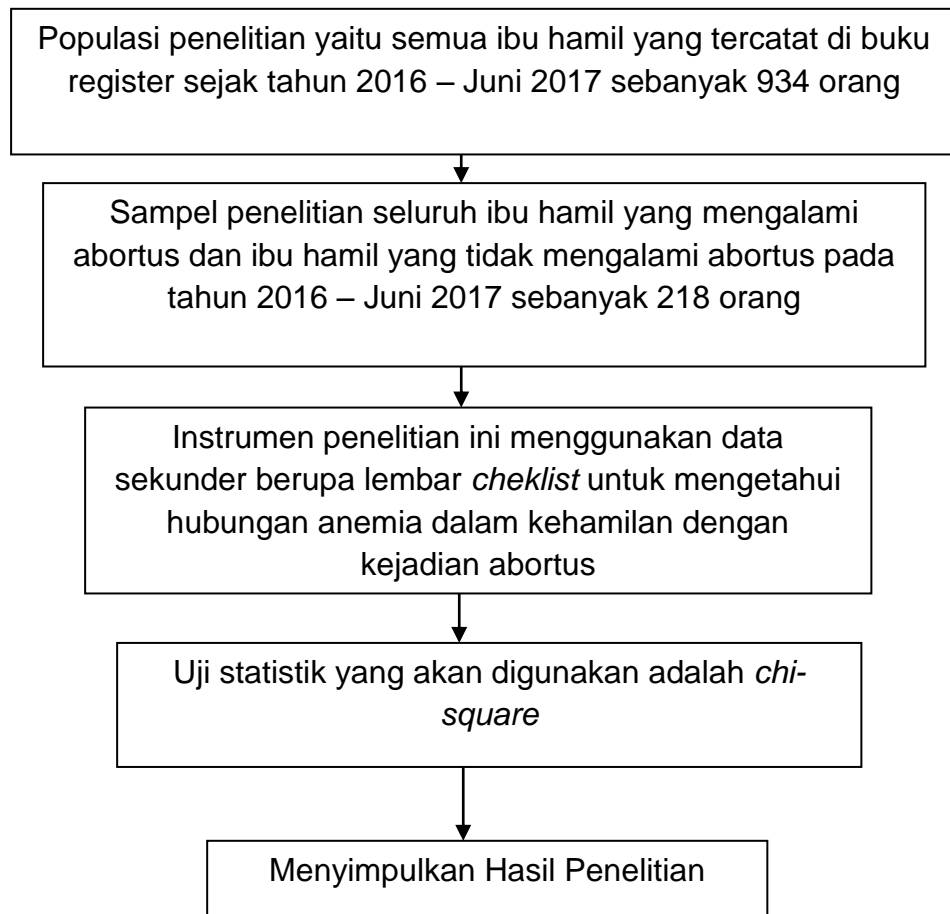 Populasi penelitian yaitu semua ibu hamil yang tercatat di buku
register sejak tahun 2016 – Juni 2017 sebanyak 934 orang
Sampel penelitian seluruh ibu hamil yang mengalami
abortus dan ibu hamil yang tidak mengalami abortus pada
tahun 2016 – Juni 2017 sebanyak 218 orang
Instrumen penelitian ini menggunakan data
sekunder berupa lembar cheklist untuk mengetahui
hubungan anemia dalam kehamilan dengan
kejadian abortus
Uji statistik yang akan digunakan adalah chi-
square
Menyimpulkan Hasil Penelitian